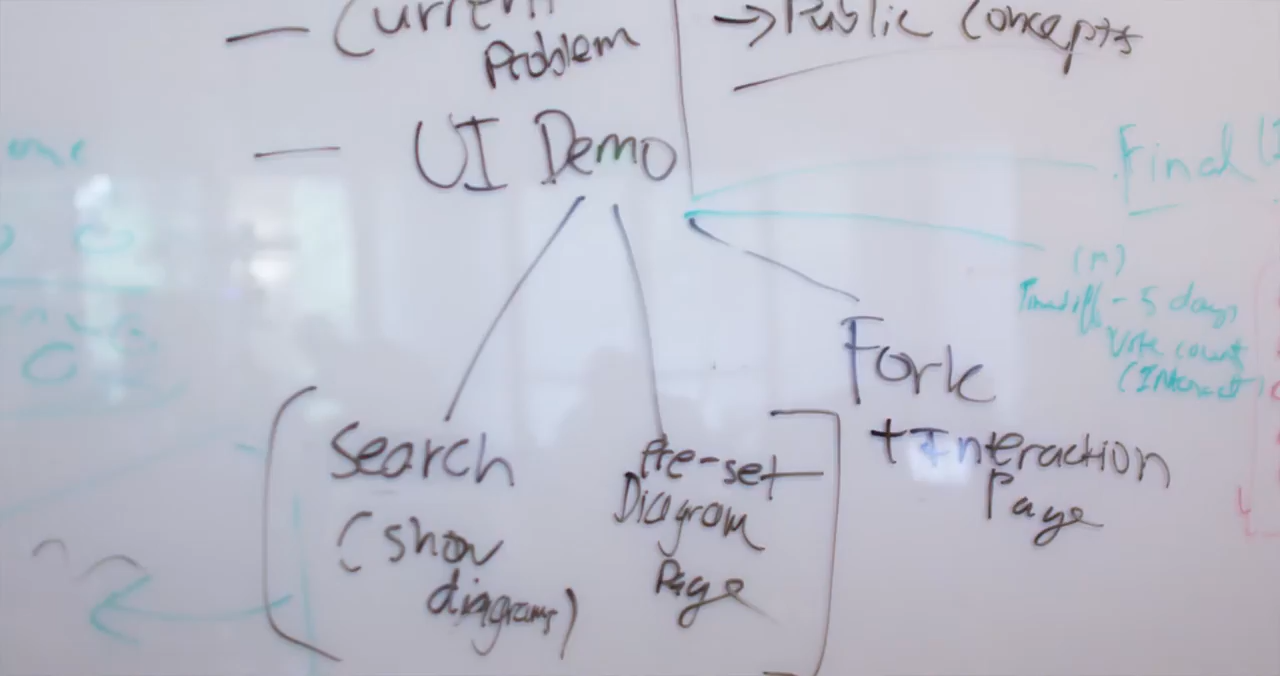 — Current
Problem
→ Public Concepts
— UI Demo
Final
(n)
- 5 days
Vote count
(Interact)
Fork
+ Interaction
Page
Search
(show
diagrams)
Pre-set
Diagram
Page